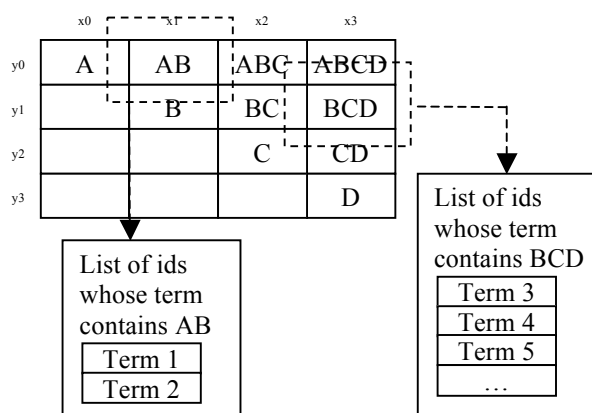 x0 x1 x2 x3
y0 A AB ABC ABCD
y1 B BC BCD
y2 C CD
y3 D
List of ids
whose term
contains AB
Term 1
Term 2
List of ids
whose term
contains BCD
Term 3
Term 4
Term 5
…